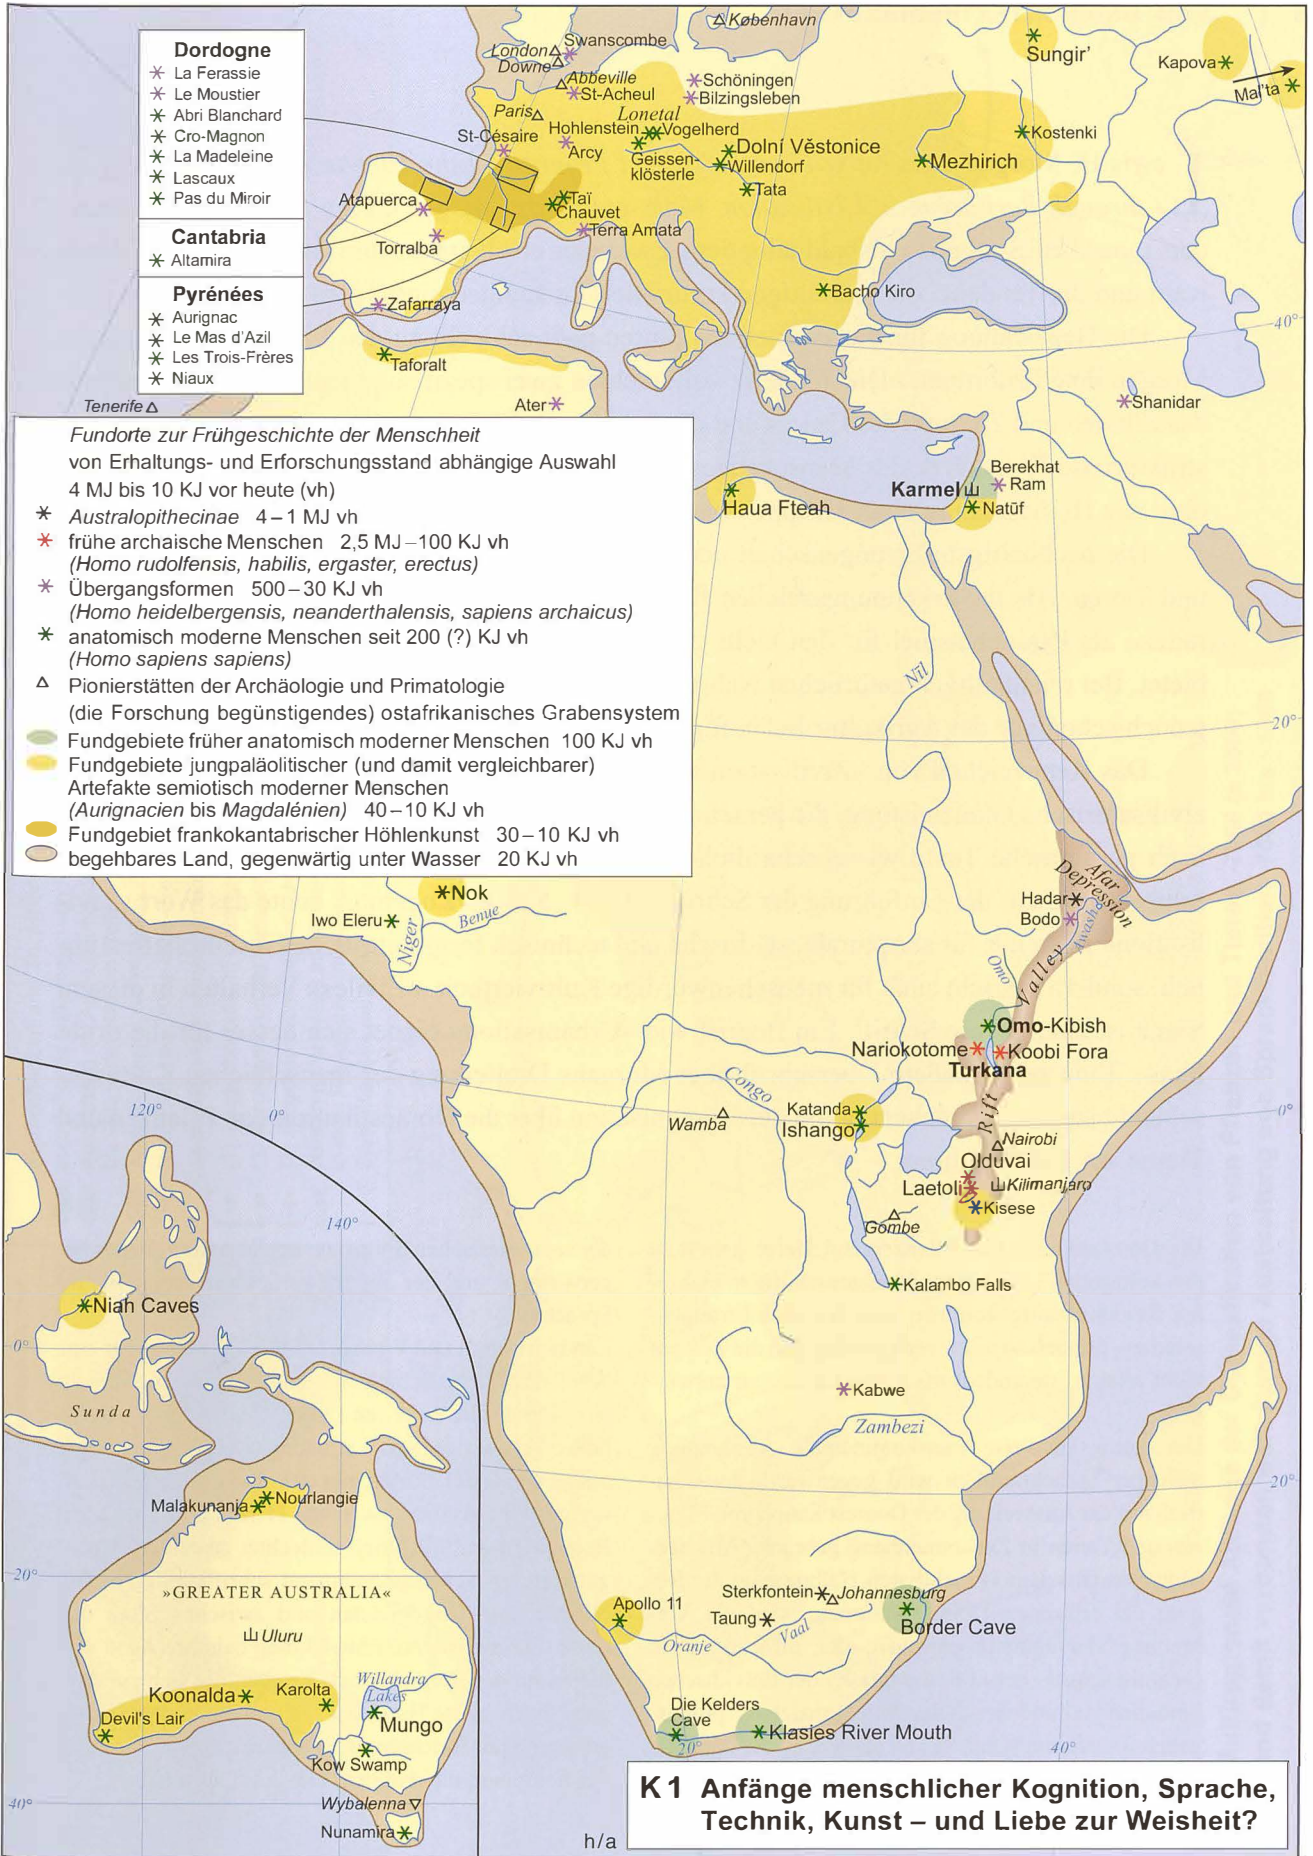 København
Swanscombe
London
Downe
Abbeville
St-Acheul
Schöningen
Bilzingsleben
Sungir'
Kapova
Mal'ta
Dordogne
La Ferassie
Le Moustier
Abri Blanchard
Cro-Magnon
La Madeleine
Lascaux
Pas du Miroir
Cantabria
Altamira
Pyrénées
Aurignac
Le Mas d'Azil
Les Trois-Frères
Niaux
Paris
Lonetal
St-Césaire
Hohlenstein
Vogelherd
Arcy
Geissen-
klösterle
Dolní Věstonice
Willendorf
Tata
Kostenki
Mezhirich
Atapuerca
Taï
Chauvet
Torralba
Terra Amata
Zafarraya
Bacho Kiro
40°
Taforalt
Tenerife
Ater
Shanidar
Berekhat
Ram
Karmel
Natūf
Haua Fteah
Fundorte zur Frühgeschichte der Menschheit
von Erhaltungs- und Erforschungsstand abhängige Auswahl
4 MJ bis 10 KJ vor heute (vh)
Australopithecinae 4–1 MJ vh
frühe archaische Menschen 2,5 MJ–100 KJ vh
(Homo rudolfensis, habilis, ergaster, erectus)
Übergangsformen 500–30 KJ vh
(Homo heidelbergensis, neanderthalensis, sapiens archaicus)
anatomisch moderne Menschen seit 200 (?) KJ vh
(Homo sapiens sapiens)
Pionierstätten der Archäologie und Primatologie
(die Forschung begünstigendes) ostafrikanisches Grabensystem
Fundgebiete früher anatomisch moderner Menschen 100 KJ vh
Fundgebiete jungpaläolitischer (und damit vergleichbarer)
Artefakte semiotisch moderner Menschen
(Aurignacien bis Magdalénien) 40–10 KJ vh
Fundgebiet frankokantabrischer Höhlenkunst 30–10 KJ vh
begehbares Land, gegenwärtig unter Wasser 20 KJ vh
Nīl
20°
Nok
Iwo Eleru
Niger
Benue
Afar
Depression
Hadar
Bodo
Awash
Omo
Valley
Omo-Kibish
Nariokotome
Koobi Fora
Turkana
Congo
Wamba
Katanda
Ishango
Rift
0°
Nairobi
Olduvai
Laetoli
Kilimanjaro
Kisese
Gombe
Kalambo Falls
Kabwe
Zambezi
20°
Sterkfontein
Johannesburg
Taung
Vaal
Oranje
Apollo 11
Border Cave
Die Kelders
Cave
Klasies River Mouth
20°
40°
120°
0°
140°
Niah Caves
0°
Sunda
Malakunanja
Nourlangie
20°
»GREATER AUSTRALIA«
Uluru
Willandra
Lakes
Koonalda
Karolta
Devil's Lair
Mungo
Kow Swamp
40°
Wybalenna
Nunamira
h/a
K1 Anfänge menschlicher Kognition, Sprache,
Technik, Kunst – und Liebe zur Weisheit?